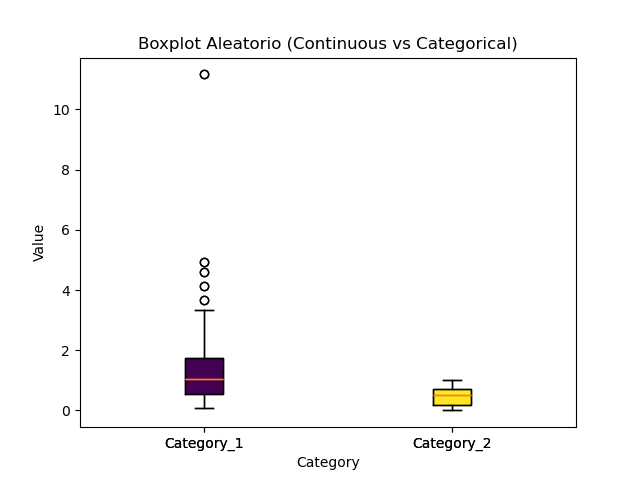 Boxplot Aleatorio (Continuous vs Categorical)
10
8
6
4
2
0
Value
Category_1
Category_2
Category